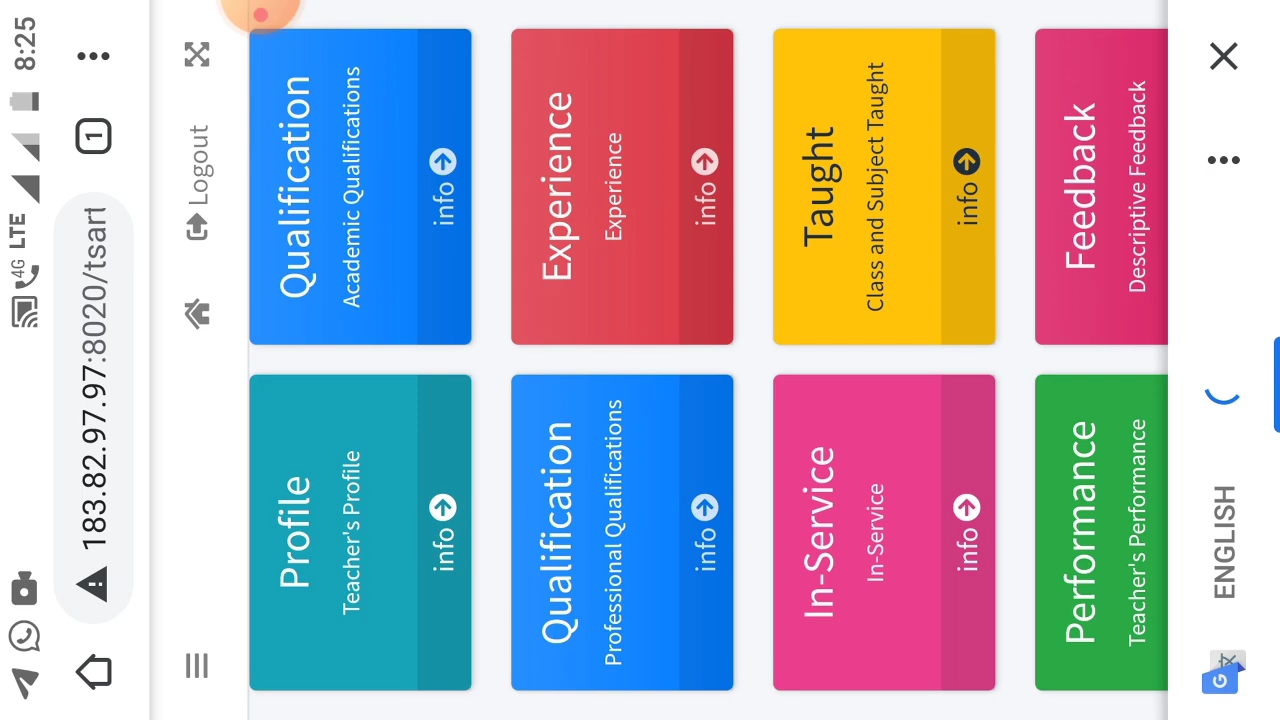 8:25
4G LTE
183.82.97.97:8020/tsart
1
Logout
Profile
Teacher's Profile
info
Qualification
Academic Qualifications
info
Qualification
Professional Qualifications
info
Experience
Experience
info
In-Service
In-Service
info
Taught
Class and Subject Taught
info
Performance
Teacher's Performance
Feedback
Descriptive Feedback
G 文 ENGLISH